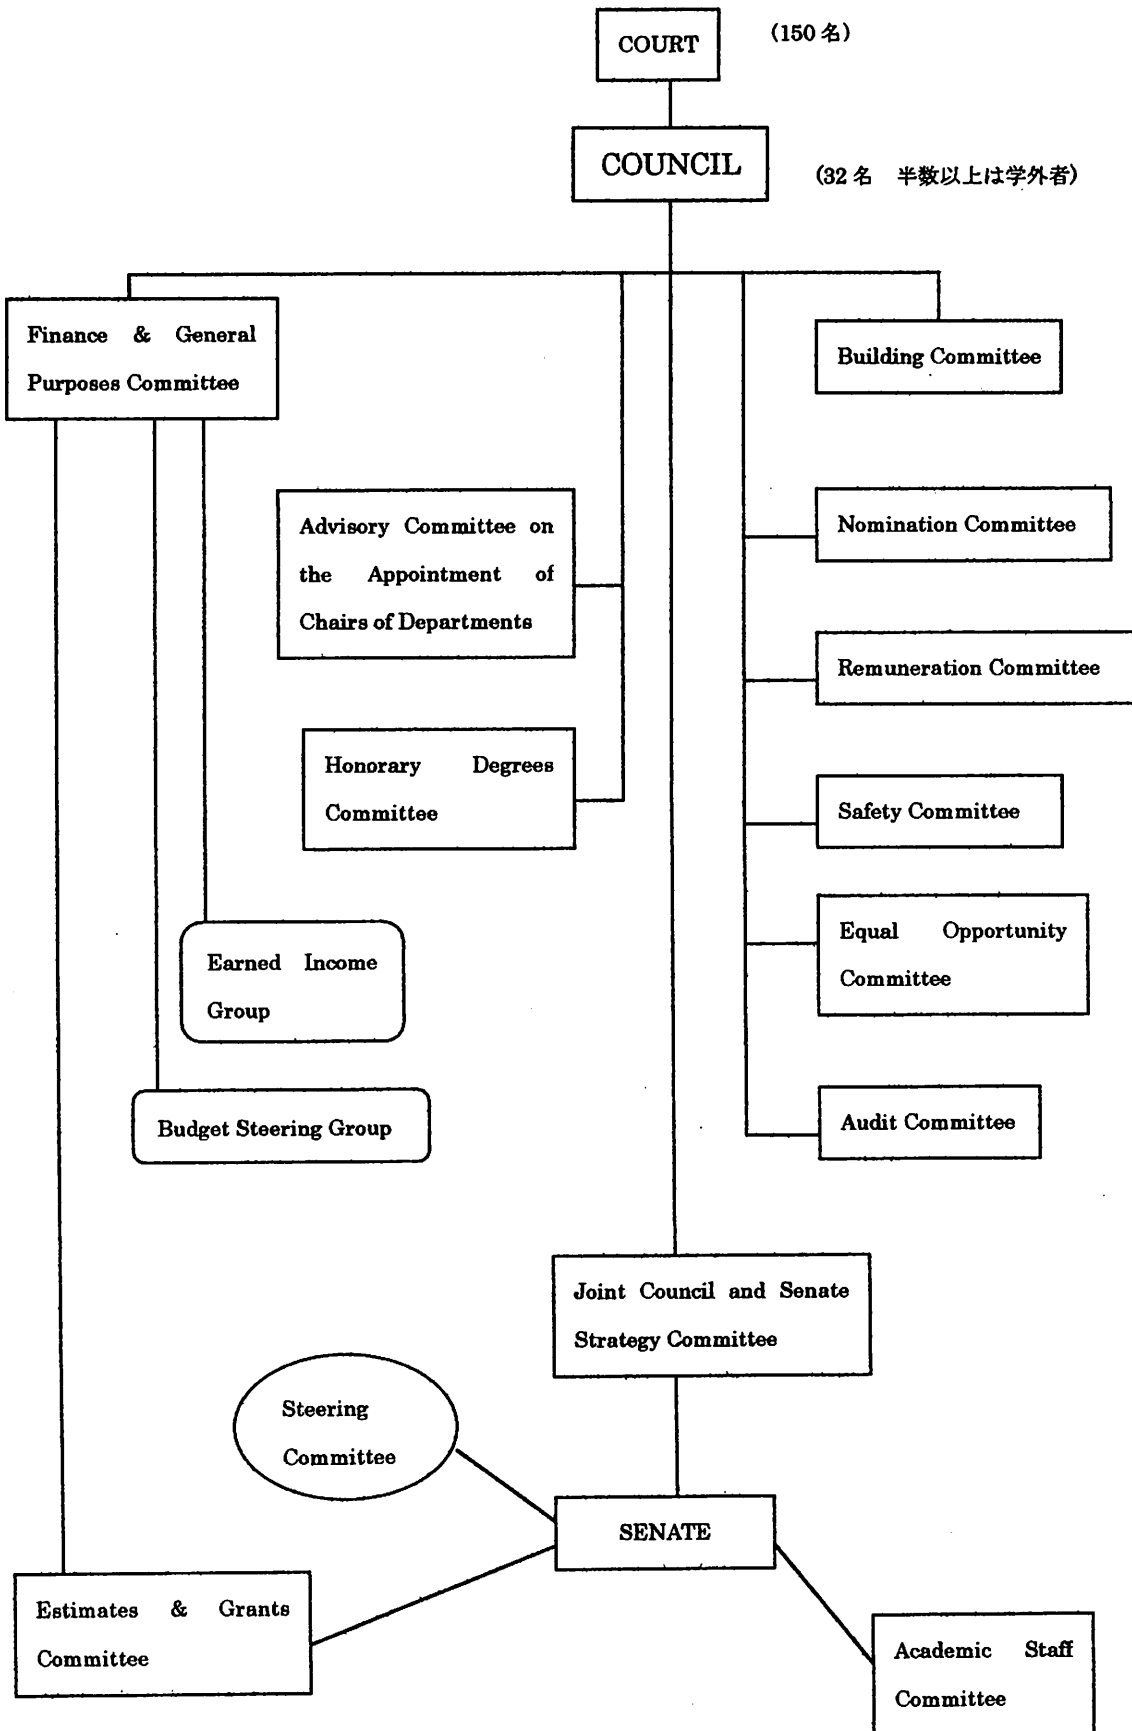 COURT
(150名)
COUNCIL
(32名 半数以上は学外者)
Finance & General
Purposes Committee
Building Committee
Advisory Committee on
the Appointment of
Chairs of Departments
Nomination Committee
Remuneration Committee
Honorary Degrees
Committee
Safety Committee
Equal Opportunity
Committee
Earned Income
Group
Budget Steering Group
Audit Committee
Joint Council and Senate
Strategy Committee
Steering
Committee
SENATE
Estimates & Grants
Committee
Academic Staff
Committee